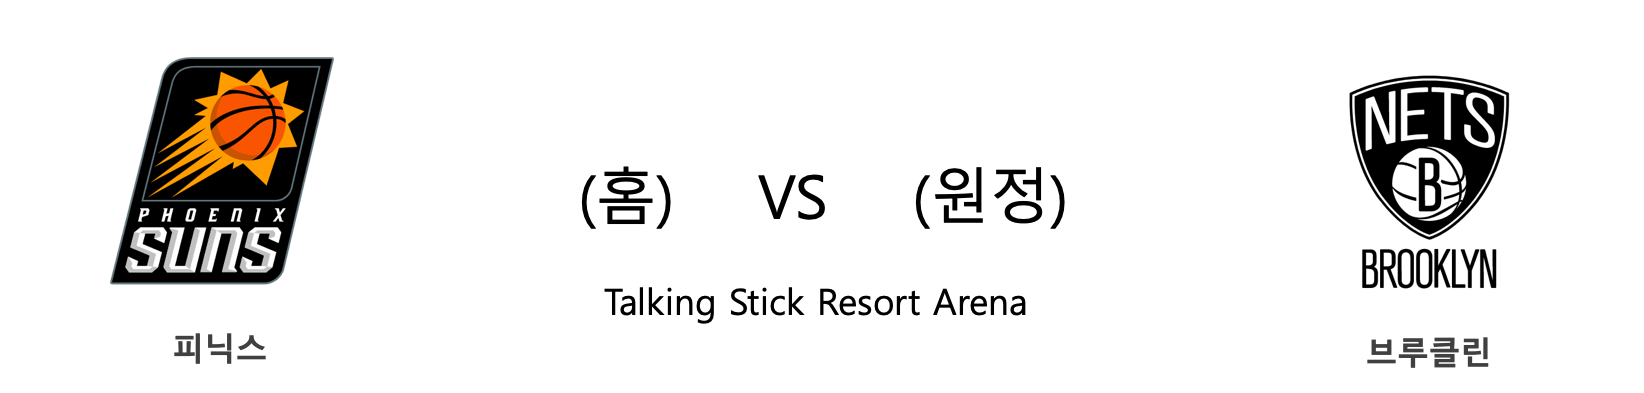 PHOENIX
SUNS
피닉스
(홈) VS (원정)
Talking Stick Resort Arena
NETS
B
BROOKLYN
브루클린